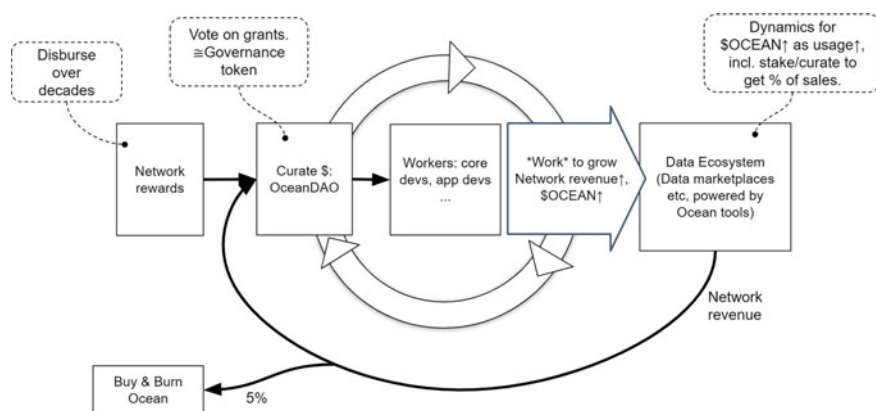 Disburse
over
decades
Vote on grants.
≅Governance
token
Dynamics for
$OCEAN↑ as usage↑,
incl. stake/curate to
get % of sales.
Network
rewards
Curate $:
OceanDAO
Workers: core
devs, app devs
...
*Work* to grow
Network revenue↑,
$OCEAN↑
Data Ecosystem
(Data marketplaces
etc, powered by
Ocean tools)
Network
revenue
Buy & Burn
Ocean
5%